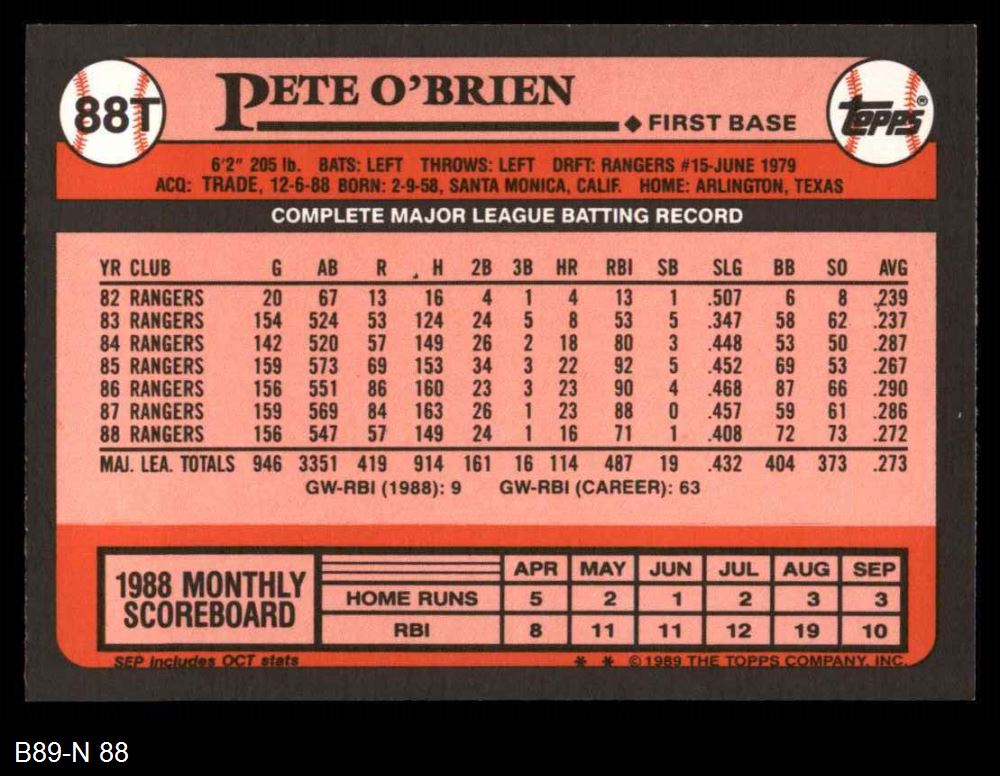 88T
PETE O'BRIEN
◆ FIRST BASE
TOPPS®
6'2" 205 lb. BATS: LEFT THROWS: LEFT DRFT: RANGERS #15-JUNE 1979
ACQ: TRADE, 12-6-88 BORN: 2-9-58, SANTA MONICA, CALIF. HOME: ARLINGTON, TEXAS
COMPLETE MAJOR LEAGUE BATTING RECORD
YR CLUB G AB R H 2B 3B HR RBI SB SLG BB SO AVG
82 RANGERS 20 67 13 16 4 1 4 13 1 .507 6 8 .239
83 RANGERS 154 524 53 124 24 5 8 53 5 .347 58 62 .237
84 RANGERS 142 520 57 149 26 2 18 80 3 .448 53 50 .287
85 RANGERS 159 573 69 153 34 3 22 92 5 .452 69 53 .267
86 RANGERS 156 551 86 160 23 3 23 90 4 .468 87 66 .290
87 RANGERS 159 569 84 163 26 1 23 88 0 .457 59 61 .286
88 RANGERS 156 547 57 149 24 1 16 71 1 .408 72 73 .272
MAJ. LEA. TOTALS 946 3351 419 914 161 16 114 487 19 .432 404 373 .273
GW-RBI (1988): 9 GW-RBI (CAREER): 63
1988 MONTHLY
SCOREBOARD
APR MAY JUN JUL AUG SEP
HOME RUNS 5 2 1 2 3 3
RBI 8 11 11 12 19 10
SEP includes OCT stats
* * © 1989 THE TOPPS COMPANY, INC.
B89-N 88